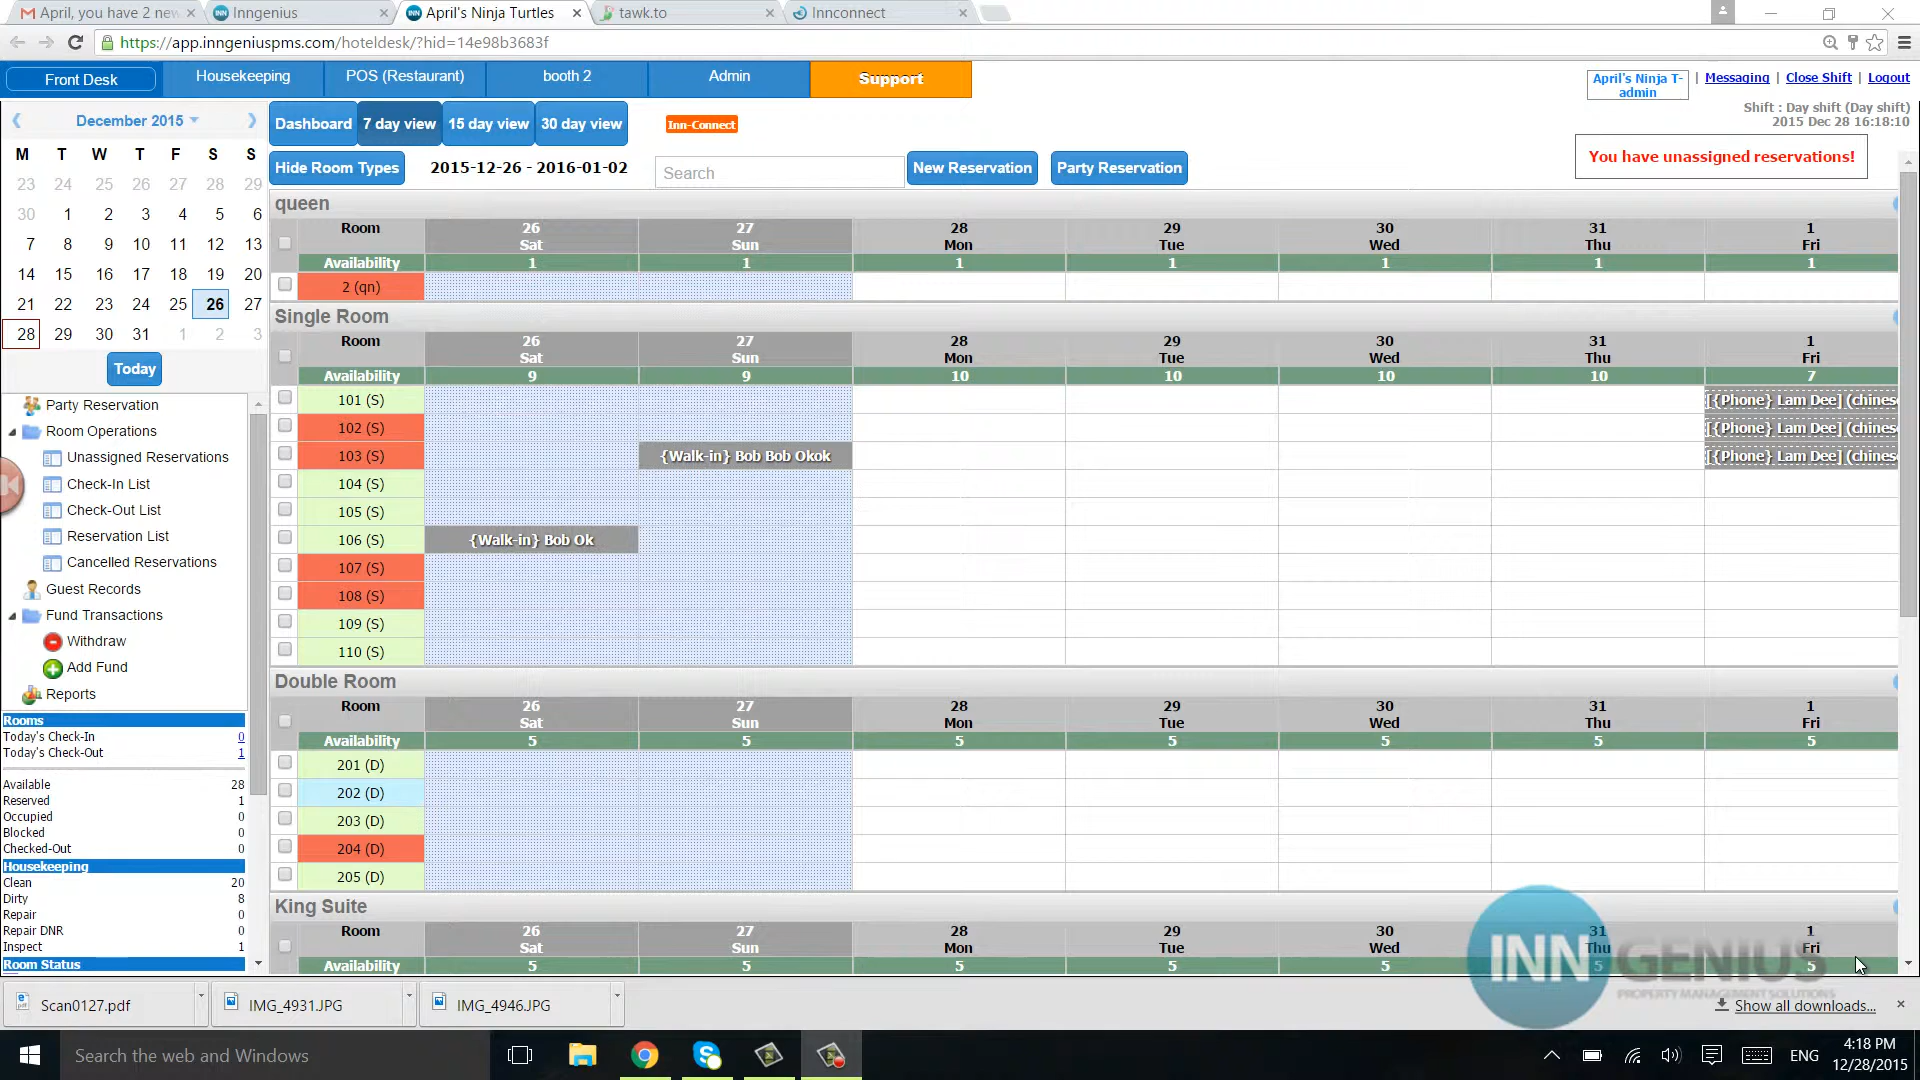 April, you have 2 nev
Inngenius
April's Ninja Turtles
tawk.to
Innconnect
https://app.inngeniuspms.com/hoteldesk/?hid=14e98b3683f
Front Desk
Housekeeping
POS (Restaurant)
booth 2
Admin
Support
April's Ninja T-admin
| Messaging | Close Shift | Logout
Shift : Day shift (Day shift)
2015 Dec 28 16:18:10
You have unassigned reservations!
December 2015
M T W T F S S
23 24 25 26 27 28 29
30 1 2 3 4 5 6
7 8 9 10 11 12 13
14 15 16 17 18 19 20
21 22 23 24 25 26 27
28 29 30 31 1 2 3
Today
Dashboard 7 day view 15 day view 30 day view
Inn-Connect
Hide Room Types
2015-12-26 - 2016-01-02
Search
New Reservation
Party Reservation
Party Reservation
Room Operations
Unassigned Reservations
Check-In List
Check-Out List
Reservation List
Cancelled Reservations
Guest Records
Fund Transactions
Withdraw
Add Fund
Reports
Rooms
Today's Check-In 0
Today's Check-Out 1
Available 28
Reserved 1
Occupied 0
Blocked 0
Checked-Out 0
Housekeeping
Clean 20
Dirty 8
Repair 0
Repair DNR 0
Inspect 1
Room Status
queen
Room 26 27 28 29 30 31 1
Sat Sun Mon Tue Wed Thu Fri
Availability 1 1 1 1 1 1 1
2 (qn)
Single Room
Room 26 27 28 29 30 31 1
Sat Sun Mon Tue Wed Thu Fri
Availability 9 9 10 10 10 10 7
101 (S) [{Phone} Lam Dee] (chines
102 (S) [{Phone} Lam Dee] (chines
103 (S) {Walk-in} Bob Bob Okok [{Phone} Lam Dee] (chines
104 (S)
105 (S)
106 (S) {Walk-in} Bob Ok
107 (S)
108 (S)
109 (S)
110 (S)
Double Room
Room 26 27 28 29 30 31 1
Sat Sun Mon Tue Wed Thu Fri
Availability 5 5 5 5 5 5 5
201 (D)
202 (D)
203 (D)
204 (D)
205 (D)
King Suite
Room 26 27 28 29 30 31 1
Sat Sun Mon Tue Wed Thu Fri
Availability 5 5 5 5 5 5 5
INNGENIUS
PROPERTY MANAGEMENT SOLUTIONS
Scan0127.pdf
IMG_4931.JPG
IMG_4946.JPG
Show all downloads...
Search the web and Windows
ENG
4:18 PM
12/28/2015